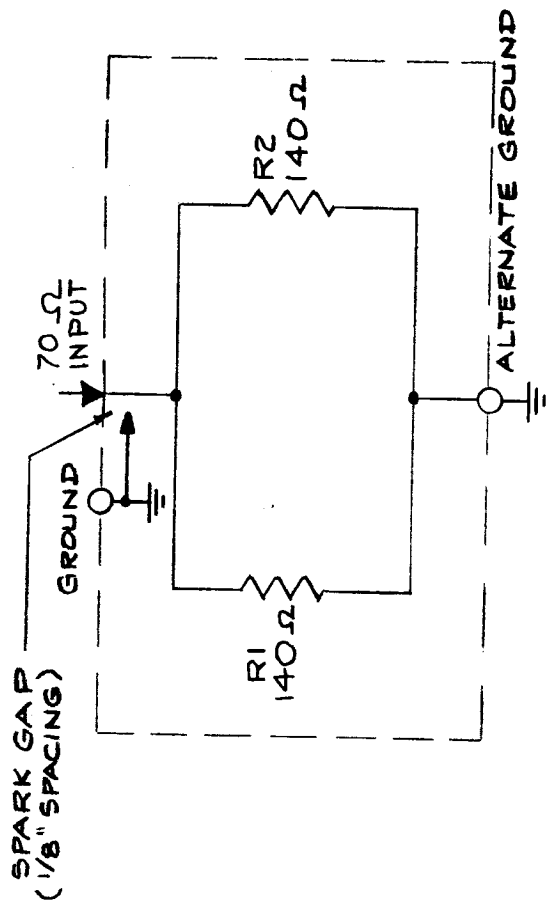 SPARK GAP
(1/8" SPACING)
GROUND
70 Ω
INPUT
R1
140 Ω
R2
140 Ω
ALTERNATE GROUND